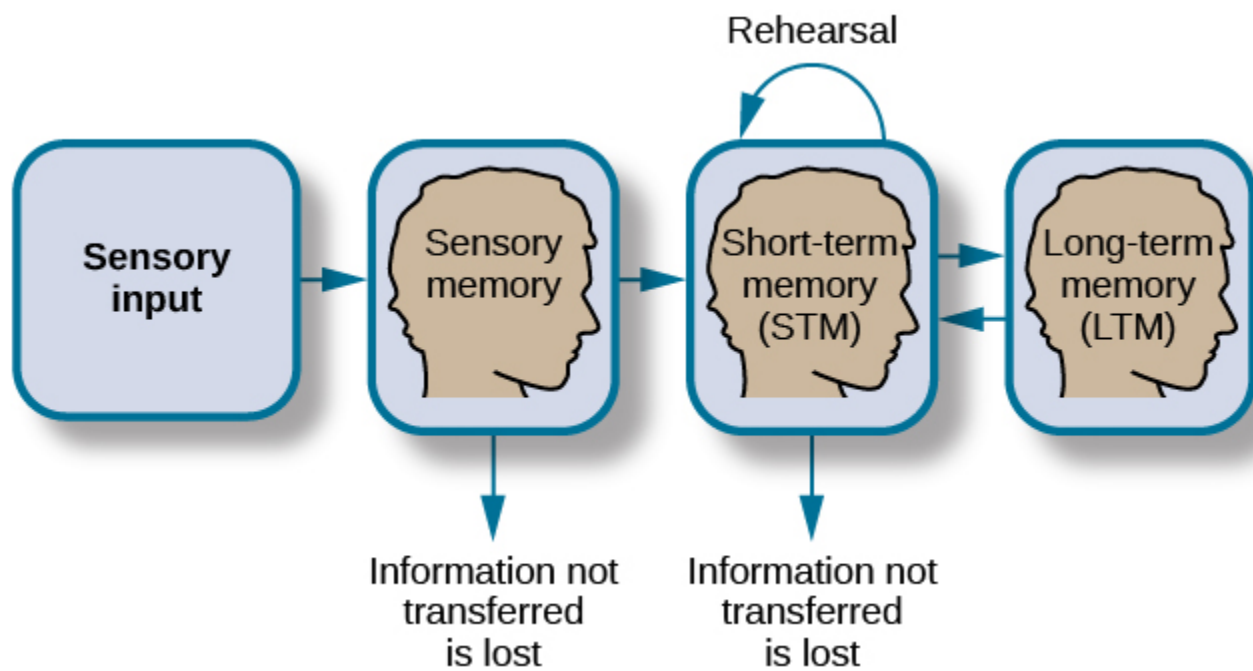 Rehearsal
Sensory
input
Sensory
memory
Short-term
memory
(STM)
Long-term
memory
(LTM)
Information not
transferred
is lost
Information not
transferred
is lost